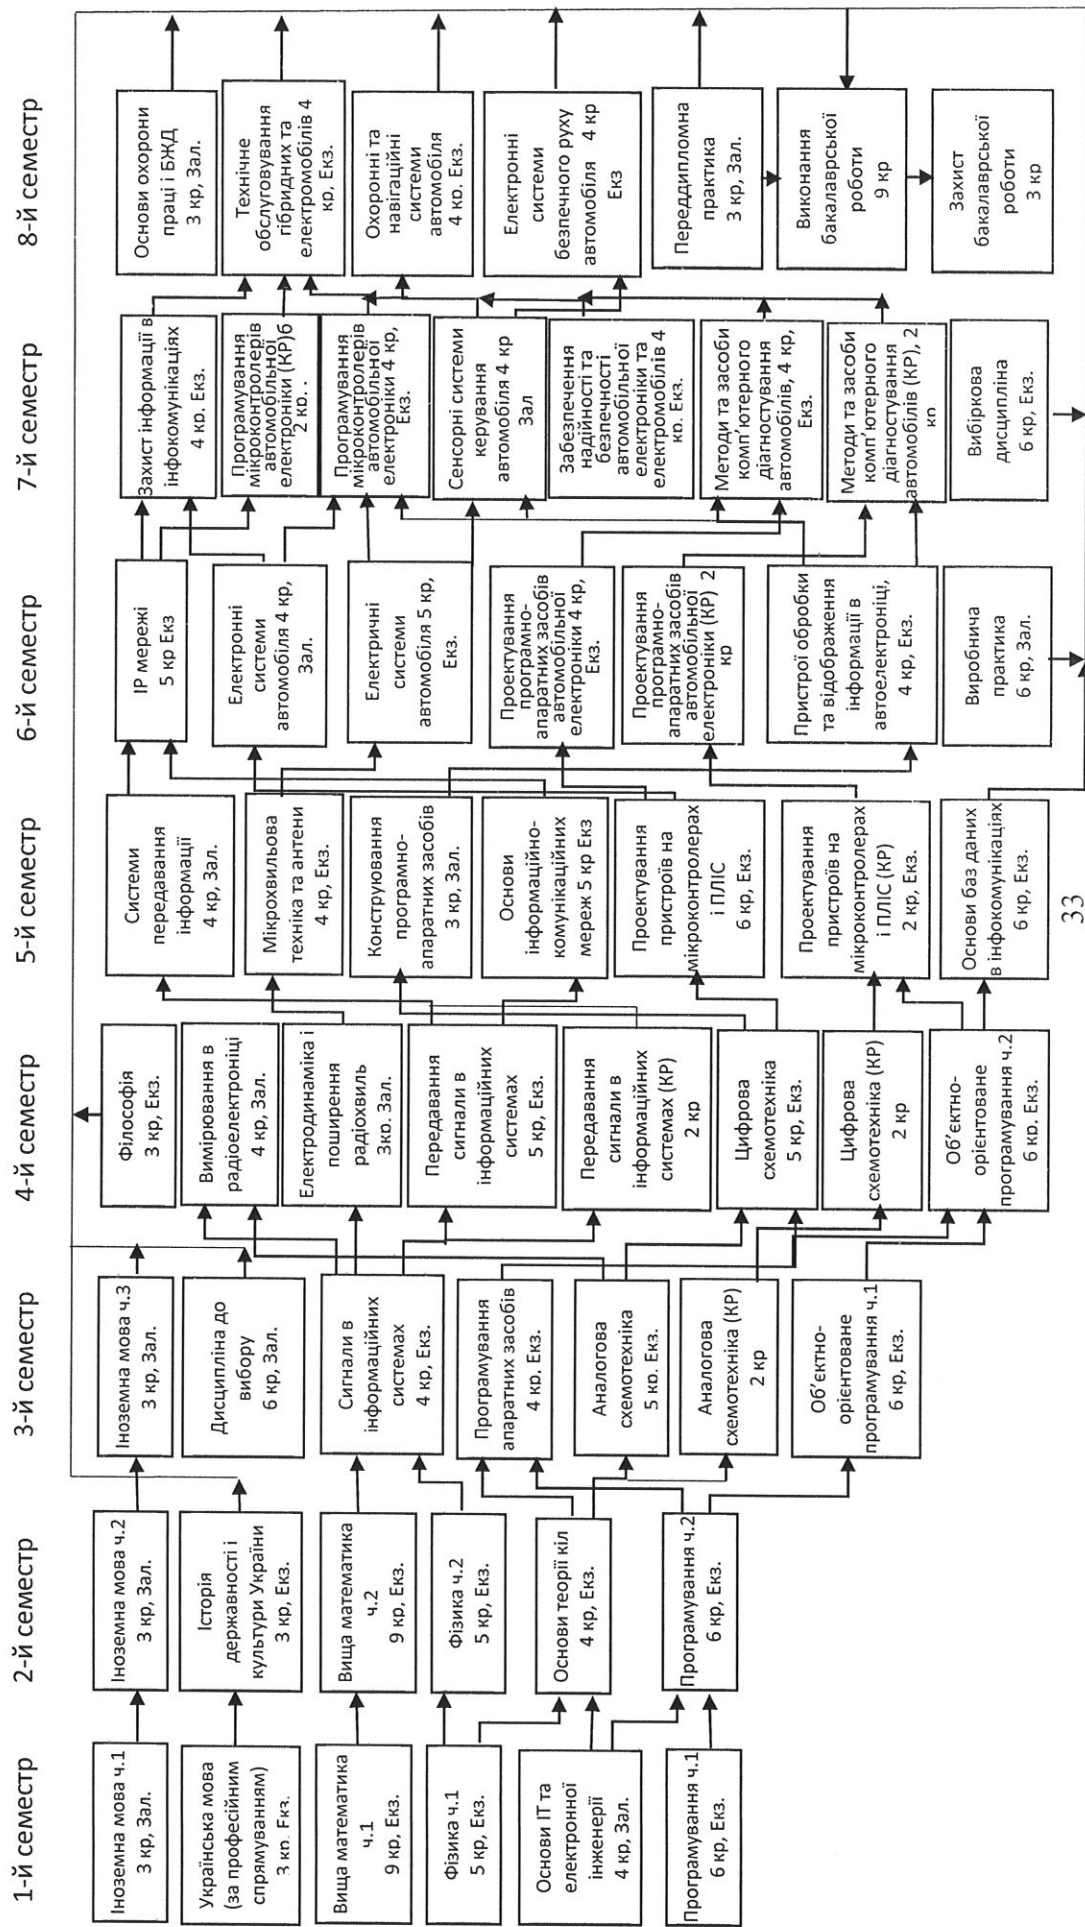 1-й семестр
Іноземна мова ч.1
3 кр, Зал.
Українська мова
(за професійним
спрямуванням)
3 кр. Екз.
Вища математика
ч.1
9 кр, Екз.
Фізика ч.1
5 кр, Екз.
Основи ІТ та
електронної
інженерії
4 кр, Зал.
Програмування ч.1
6 кр, Екз.
2-й семестр
Іноземна мова ч.2
3 кр, Зал.
Історія
державності і
культури України
3 кр, Екз.
Вища математика
ч.2
9 кр, Екз.
Фізика ч.2
5 кр, Екз.
Основи теорії кіл
4 кр, Екз.
Програмування ч.2
6 кр, Екз.
3-й семестр
Іноземна мова ч.3
3 кр, Зал.
Дисципліна до
вибору
6 кр, Зал.
Сигнали в
інформаційних
системах
4 кр, Екз.
Програмування
апаратних засобів
4 кр. Екз.
Аналогова
схемотехніка
5 кр. Екз.
Аналогова
схемотехніка (КР)
2 кр
Об’єктно-
орієнтоване
програмування ч.1
6 кр, Екз.
4-й семестр
Філософія
3 кр, Екз.
Вимірювання в
радіоелектроніці
4 кр, Зал.
Електродинаміка і
поширення
радіохвиль
3кр. Зал.
Передавання
сигнали в
інформаційних
системах
5 кр, Екз.
Передавання
сигнали в
інформаційних
системах (КР)
2 кр
Цифрова
схемотехніка
5 кр, Екз.
Цифрова
схемотехніка (КР)
2 кр
Об’єктно-
орієнтоване
програмування ч.2
6 кр. Екз.
5-й семестр
Системи
передавання
інформації
4 кр, Зал.
Мікрохвильова
техніка та антени
4 кр, Екз.
Конструювання
програмно-
апаратних засобів
3 кр, Зал.
Основи
інформаційно-
комунікаційних
мереж 5 кр Екз
Проектування
пристроїв на
мікроконтролерах
і ПЛІС
6 кр, Екз.
Проектування
пристроїв на
мікроконтролерах
і ПЛІС (КР)
2 кр, Екз.
Основи баз даних
в інфокомунікаціях
6 кр, Екз.
6-й семестр
IP мережі
5 кр Екз
Електронні
системи
автомобіля 4 кр,
Зал.
Електричні
системи
автомобіля 5 кр,
Екз.
Проектування
програмно-
апаратних засобів
автомобільної
електроніки 4 кр,
Екз.
Проектування
програмно-
апаратних засобів
автомобільної
електроніки (КР) 2
кр
Пристрої обробки
та відображення
інформації в
автоелектроніці,
4 кр, Екз.
Виробнича
практика
6 кр, Зал.
7-й семестр
Захист інформації в
інфокомунікаціях
4 кр. Екз.
Програмування
мікроконтролерів
автомобільної
електроніки (КР)6
2 кр. .
Програмування
мікроконтролерів
автомобільної
електроніки 4 кр,
Екз.
Сенсорні системи
керування
автомобіля 4 кр
Зал
Забезпечення
надійності та
безпечності
автомобільної
електроніки та
електромобілів 4
кр. Екз.
Методи та засоби
комп’ютерного
діагностування
автомобілів, 4 кр,
Екз.
Методи та засоби
комп’ютерного
діагностування
автомобілів (КР), 2
кр
Вибіркова
дисципліна
6 кр, Екз.
8-й семестр
Основи охорони
праці і БЖД
3 кр, Зал.
Технічне
обслуговування
гібридних та
електромобілів 4
кр, Екз.
Охоронні та
навігаційні
системи
автомобіля
4 кр. Екз.
Електронні
системи
безпечного руху
автомобіля 4 кр
Екз
Переддипломна
практика
3 кр, Зал.
Виконання
бакалаврської
роботи
9 кр
Захист
бакалаврської
роботи
3 кр
33